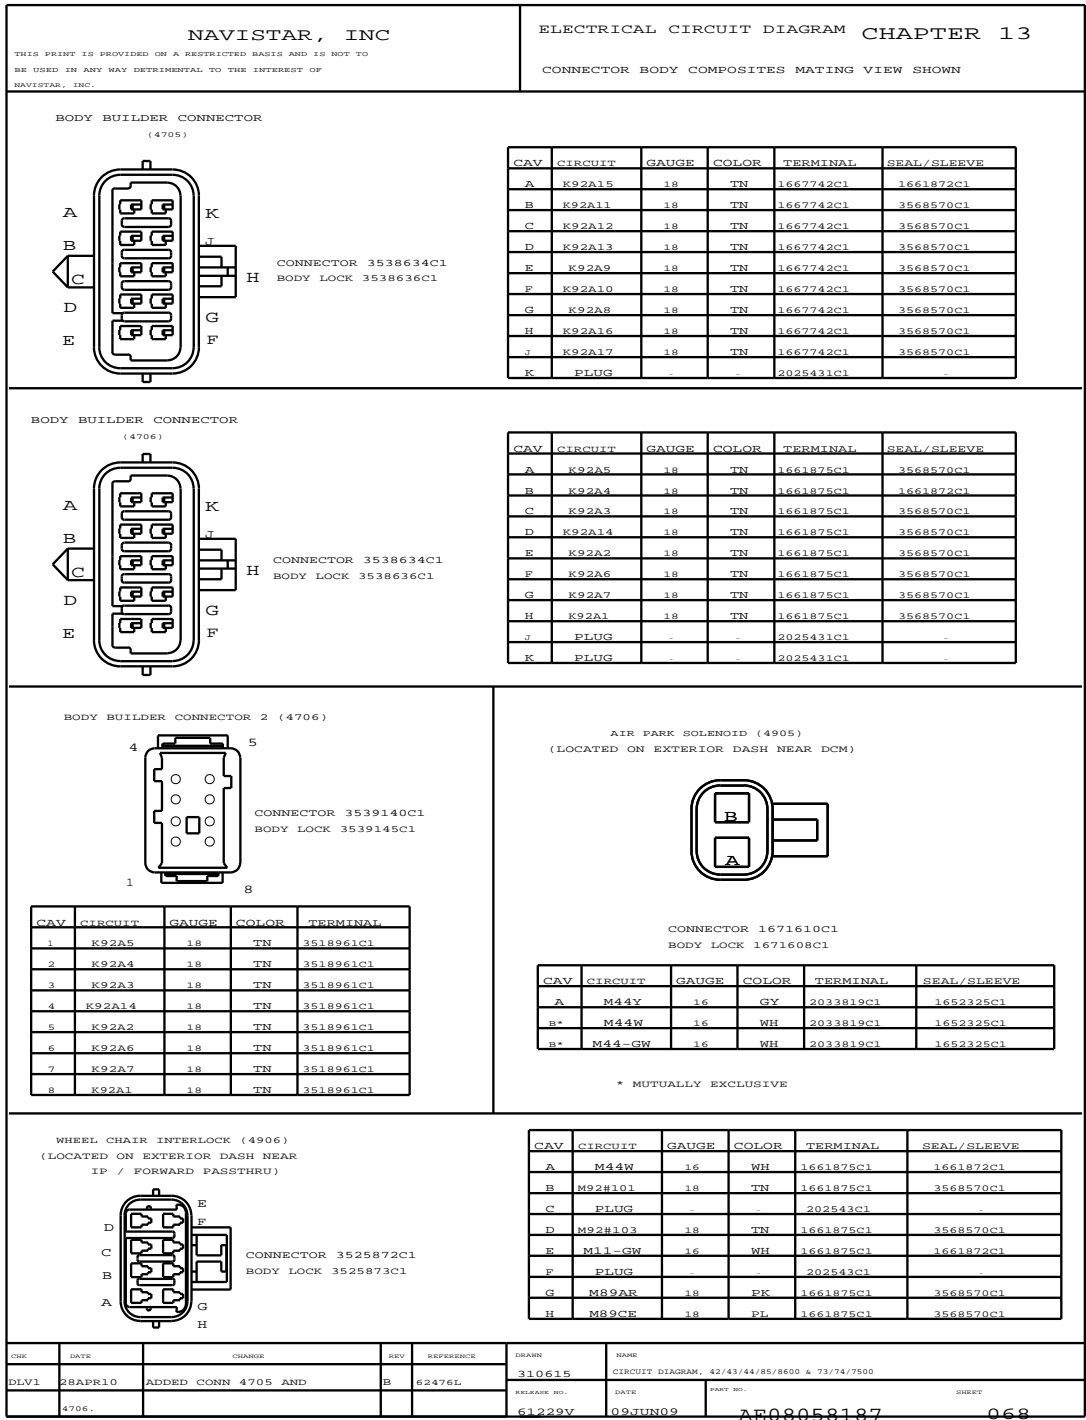 NAVISTAR, INC
THIS PRINT IS PROVIDED ON A RESTRICTED BASIS AND IS NOT TO
BE USED IN ANY WAY DETRIMENTAL TO THE INTEREST OF
NAVISTAR, INC.
ELECTRICAL CIRCUIT DIAGRAM CHAPTER 13
CONNECTOR BODY COMPOSITES MATING VIEW SHOWN
BODY BUILDER CONNECTOR
(4705)
A K
B J
C H
D G
E F
CONNECTOR 3538634C1
BODY LOCK 3538636C1
CAV CIRCUIT GAUGE COLOR TERMINAL SEAL/SLEEVE
A K92A15 18 TN 1667742C1 1661872C1
B K92A11 18 TN 1667742C1 3568570C1
C K92A12 18 TN 1667742C1 3568570C1
D K92A13 18 TN 1667742C1 3568570C1
E K92A9 18 TN 1667742C1 3568570C1
F K92A10 18 TN 1667742C1 3568570C1
G K92A8 18 TN 1667742C1 3568570C1
H K92A16 18 TN 1667742C1 3568570C1
J K92A17 18 TN 1667742C1 3568570C1
K PLUG - - 2025431C1 -
BODY BUILDER CONNECTOR
(4706)
A K
B J
C H
D G
E F
CONNECTOR 3538634C1
BODY LOCK 3538636C1
CAV CIRCUIT GAUGE COLOR TERMINAL SEAL/SLEEVE
A K92A5 18 TN 1661875C1 3568570C1
B K92A4 18 TN 1661875C1 1661872C1
C K92A3 18 TN 1661875C1 3568570C1
D K92A14 18 TN 1661875C1 3568570C1
E K92A2 18 TN 1661875C1 3568570C1
F K92A6 18 TN 1661875C1 3568570C1
G K92A7 18 TN 1661875C1 3568570C1
H K92A1 18 TN 1661875C1 3568570C1
J PLUG - - 2025431C1 -
K PLUG - - 2025431C1 -
BODY BUILDER CONNECTOR 2 (4706)
4 5
CONNECTOR 3539140C1
BODY LOCK 3539145C1
1 8
CAV CIRCUIT GAUGE COLOR TERMINAL
1 K92A5 18 TN 3518961C1
2 K92A4 18 TN 3518961C1
3 K92A3 18 TN 3518961C1
4 K92A14 18 TN 3518961C1
5 K92A2 18 TN 3518961C1
6 K92A6 18 TN 3518961C1
7 K92A7 18 TN 3518961C1
8 K92A1 18 TN 3518961C1
AIR PARK SOLENOID (4905)
(LOCATED ON EXTERIOR DASH NEAR DCM)
B
A
CONNECTOR 1671610C1
BODY LOCK 1671608C1
CAV CIRCUIT GAUGE COLOR TERMINAL SEAL/SLEEVE
A M44Y 16 GY 2033819C1 1652325C1
B* M44W 16 WH 2033819C1 1652325C1
B* M44-GW 16 WH 2033819C1 1652325C1
* MUTUALLY EXCLUSIVE
WHEEL CHAIR INTERLOCK (4906)
(LOCATED ON EXTERIOR DASH NEAR
IP / FORWARD PASSTHRU)
E
D F
C
B
A G
H
CONNECTOR 3525872C1
BODY LOCK 3525873C1
CAV CIRCUIT GAUGE COLOR TERMINAL SEAL/SLEEVE
A M44W 16 WH 1661875C1 1661872C1
B M92#101 18 TN 1661875C1 3568570C1
C PLUG - - 202543C1 -
D M92#103 18 TN 1661875C1 3568570C1
E M11-GW 16 WH 1661875C1 1661872C1
F PLUG - - 202543C1 -
G M89AR 18 PK 1661875C1 3568570C1
H M89CE 18 PL 1661875C1 3568570C1
CHK DATE CHANGE REV REFERENCE
DLV1 28APR10 ADDED CONN 4705 AND B 62476L
4706.
DRAWN NAME
310615 CIRCUIT DIAGRAM, 42/43/44/85/8600 & 73/74/7500
RELEASE NO. DATE PART NO. SHEET
61229V 09JUN09 AE08058187 068